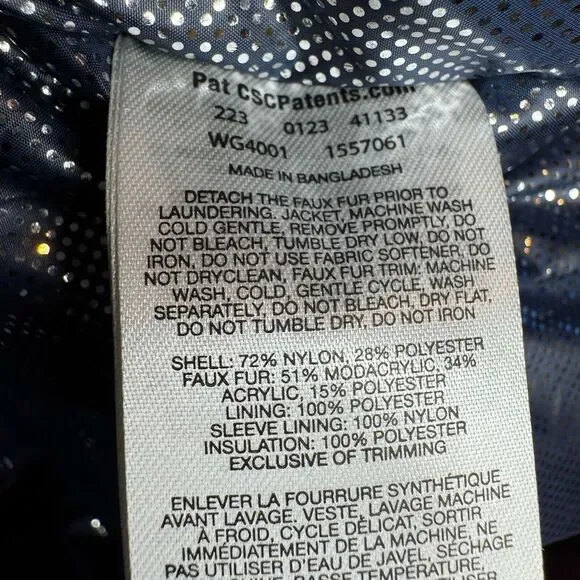 Pat CSCPatents.com
223 0123 41133
WG4001 1557061
MADE IN BANGLADESH
DETACH THE FAUX FUR PRIOR TO
LAUNDERING. JACKET, MACHINE WASH
COLD GENTLE, REMOVE PROMPTLY, DO
NOT BLEACH, TUMBLE DRY LOW, DO NOT
IRON, DO NOT USE FABRIC SOFTENER, DO
NOT DRYCLEAN, FAUX FUR TRIM: MACHINE
WASH, COLD, GENTLE CYCLE, WASH
SEPARATELY, DO NOT BLEACH, DRY FLAT,
DO NOT TUMBLE DRY, DO NOT IRON
SHELL: 72% NYLON, 28% POLYESTER
FAUX FUR: 51% MODACRYLIC, 34%
ACRYLIC, 15% POLYESTER
LINING: 100% POLYESTER
SLEEVE LINING: 100% NYLON
INSULATION: 100% POLYESTER
EXCLUSIVE OF TRIMMING
ENLEVER LA FOURRURE SYNTHÉTIQUE
AVANT LAVAGE. VESTE, LAVAGE MACHINE
À FROID, CYCLE DÉLICAT, SORTIR
IMMÉDIATEMENT DE LA MACHINE, NE
PAS UTILISER D'EAU DE JAVEL, SÉCHAGE
BASSE TEMPÉRATURE,